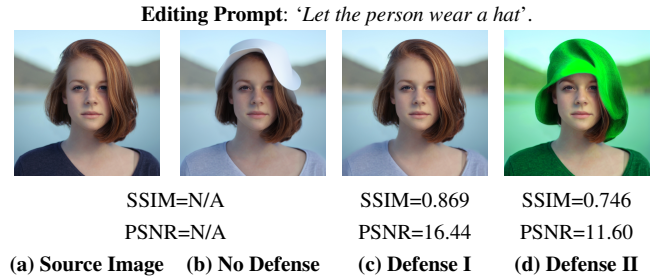 Editing Prompt: ‘Let the person wear a hat’.
SSIM=N/A SSIM=0.869 SSIM=0.746
PSNR=N/A PSNR=16.44 PSNR=11.60
(a) Source Image (b) No Defense (c) Defense I (d) Defense II